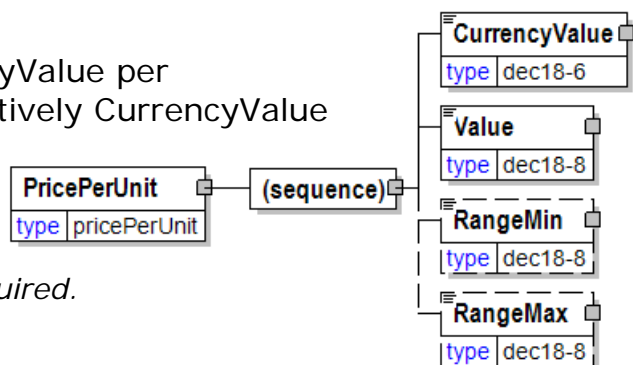 yValue per
tively CurrencyValue
uired.
PricePerUnit
type pricePerUnit
(sequence)
CurrencyValue
type dec18-6
Value
type dec18-8
RangeMin
type dec18-8
RangeMax
type dec18-8